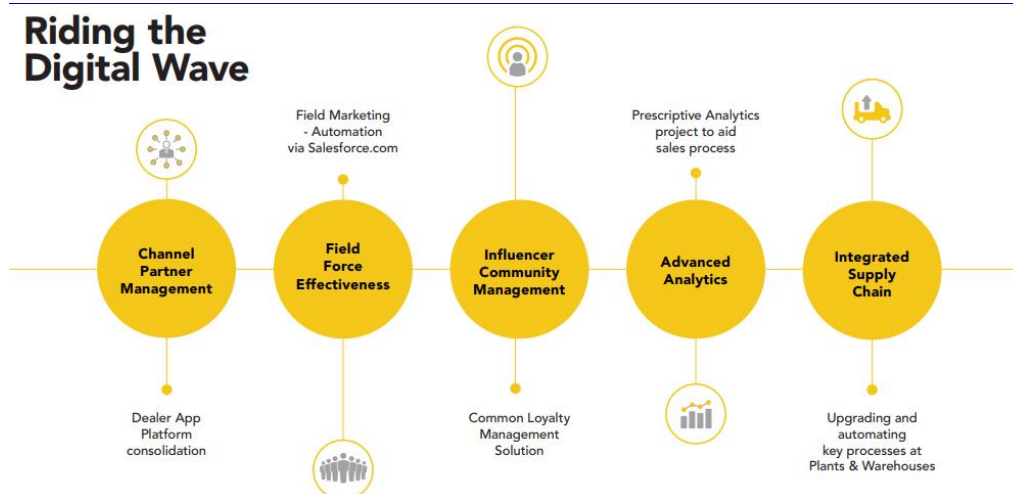 Riding the
Digital Wave
Field Marketing
- Automation
via Salesforce.com
Prescriptive Analytics
project to aid
sales process
Channel
Partner
Management
Field
Force
Effectiveness
Influencer
Community
Management
Advanced
Analytics
Integrated
Supply
Chain
Dealer App
Platform
consolidation
Common Loyalty
Management
Solution
Upgrading and
automating
key processes at
Plants & Warehouses